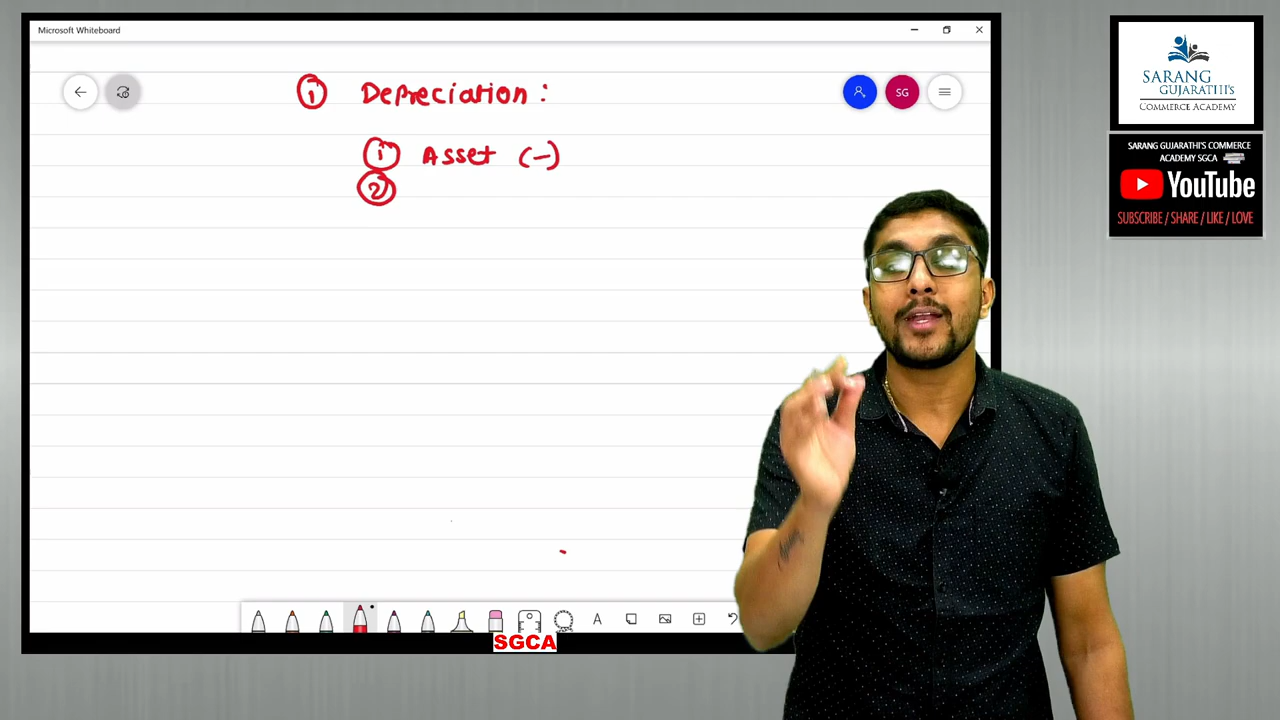 Microsoft Whiteboard
① Depreciation :
① Asset (-)
②
SG
SGCA
SARANG
GUJARATHI'S
COMMERCE ACADEMY
SARANG GUJARATHI'S COMMERCE
ACADEMY SGCA
YouTube
SUBSCRIBE / SHARE / LIKE / LOVE